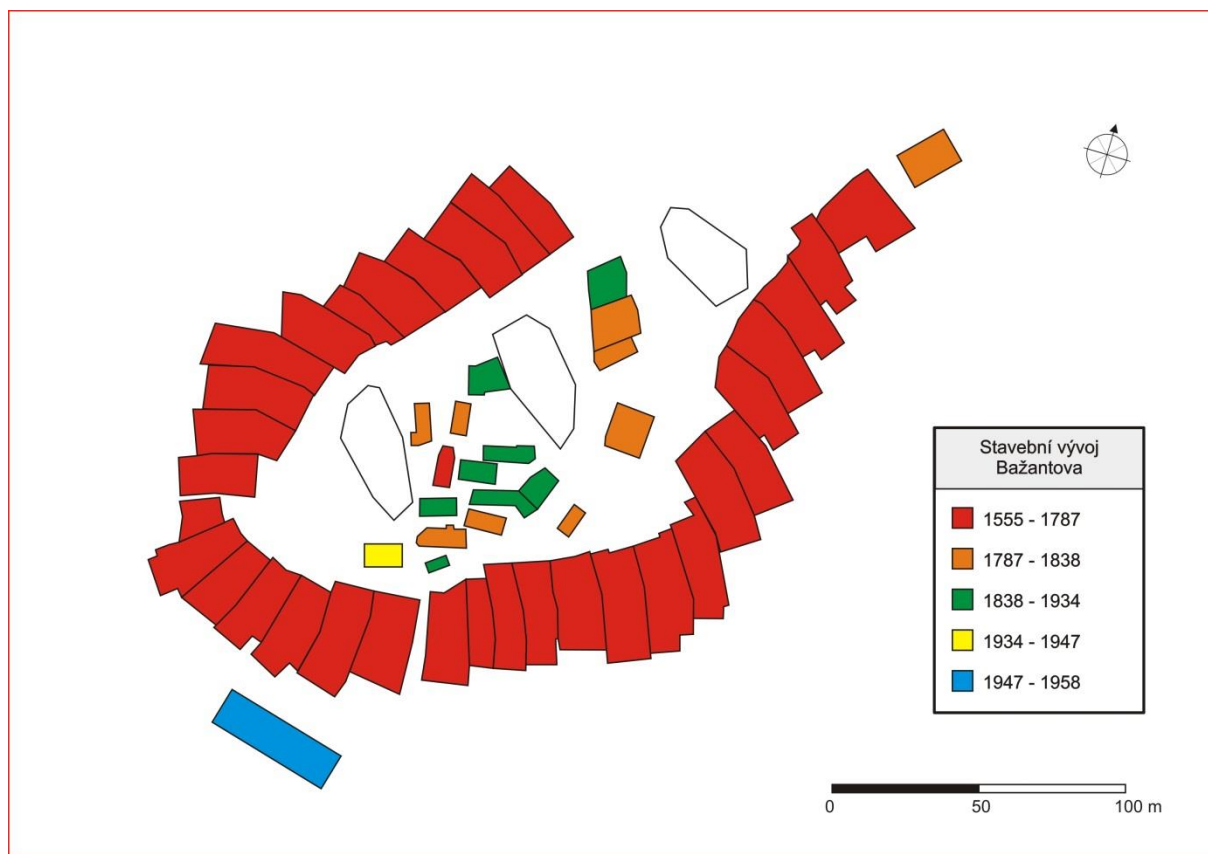 Stavební vývoj
Bažantova
1555 - 1787
1787 - 1838
1838 - 1934
1934 - 1947
1947 - 1958
0 50 100 m